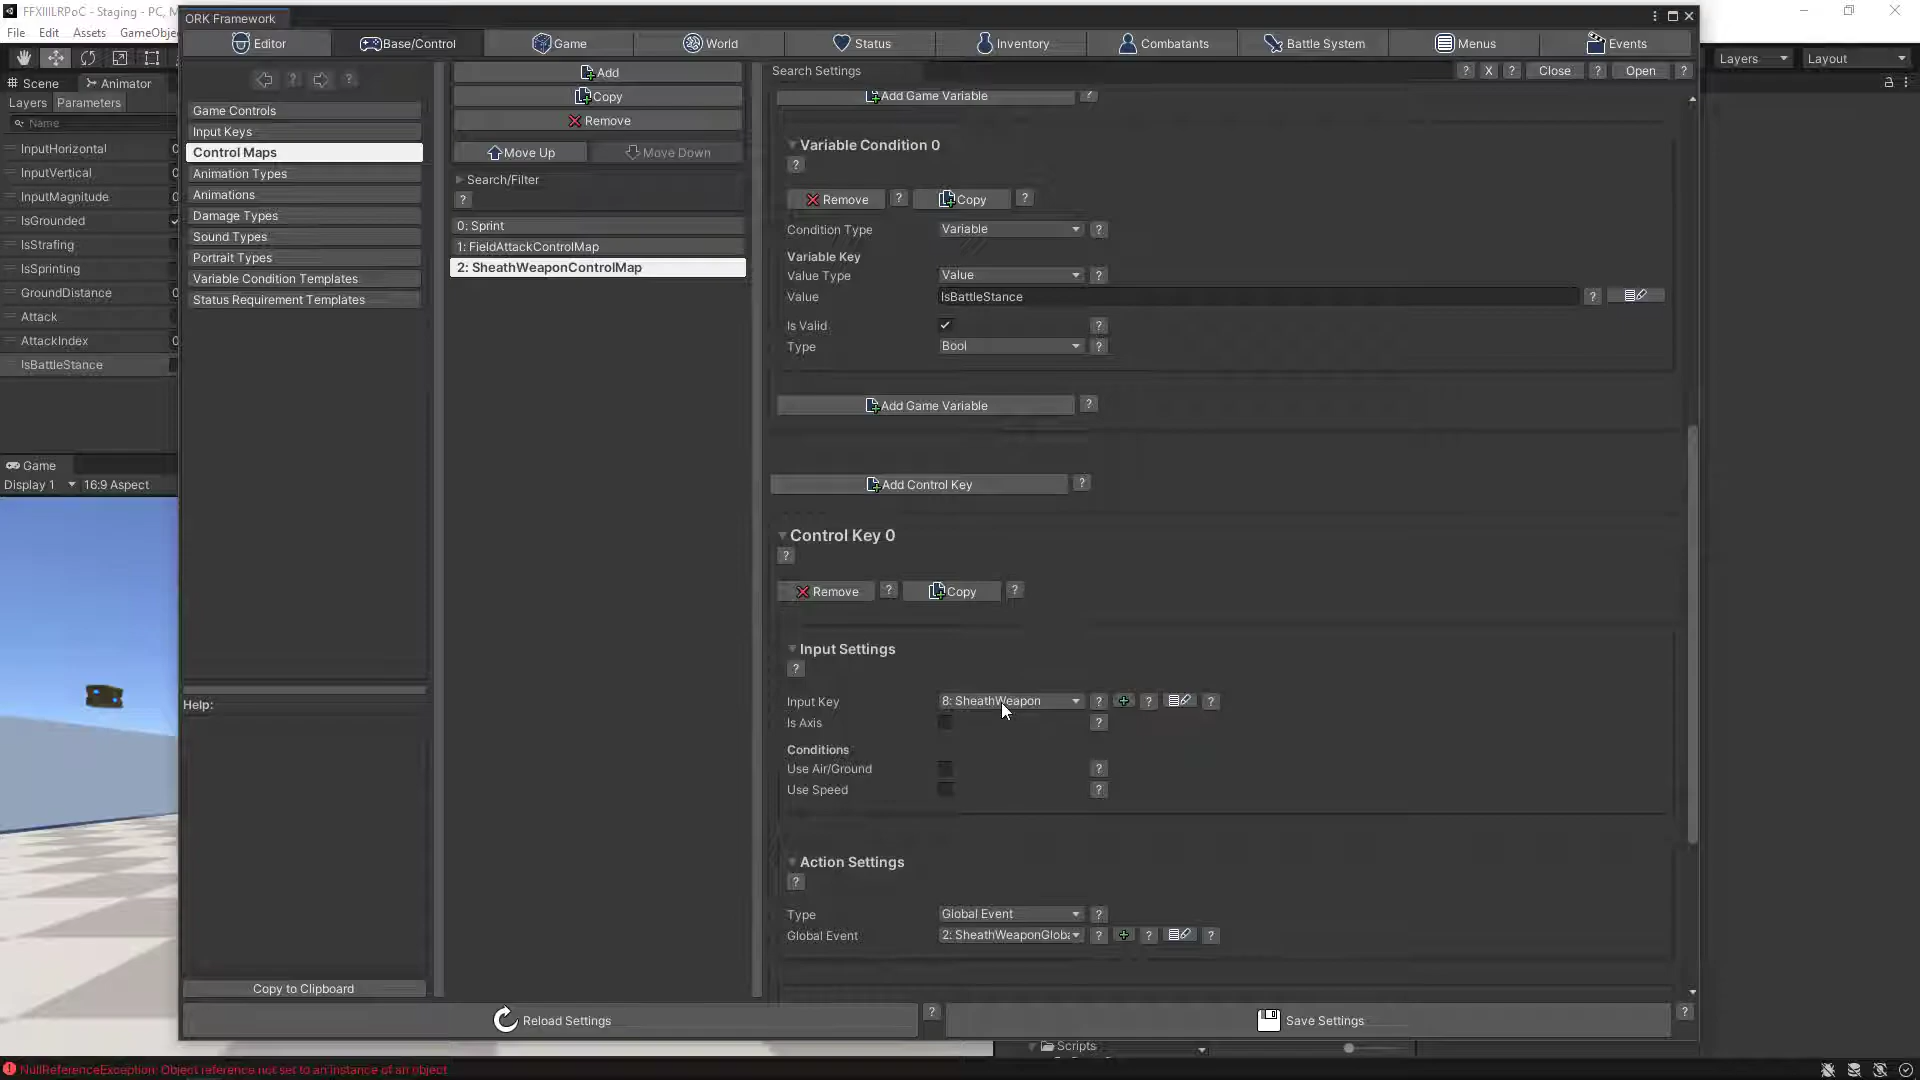 FFXIIILRPoC - Staging - PC, M
File Edit Assets GameObje
ORK Framework
Editor Base/Control Game World Status Inventory Combatants Battle System Menus Events
Layers Layout
Scene Animator
Layers Parameters
Name
InputHorizontal 0
InputVertical 0
InputMagnitude 0
IsGrounded
IsStrafing
IsSprinting
GroundDistance 0
Attack
AttackIndex 0
IsBattleStance
Game
Display 1 16:9 Aspect
? ?
Game Controls
Input Keys
Control Maps
Animation Types
Animations
Damage Types
Sound Types
Portrait Types
Variable Condition Templates
Status Requirement Templates
Help:
Copy to Clipboard
Add
Copy
Remove
Move Up Move Down
Search/Filter
?
0: Sprint
1: FieldAttackControlMap
2: SheathWeaponControlMap
Search Settings ? X ? Close ? Open ?
Add Game Variable ?
Variable Condition 0
?
Remove ? Copy ?
Condition Type Variable ?
Variable Key
Value Type Value ?
Value IsBattleStance ?
Is Valid ?
Type Bool ?
Add Game Variable ?
Add Control Key ?
Control Key 0
?
Remove ? Copy ?
Input Settings
?
Input Key 8: SheathWeapon ? ? ?
Is Axis ?
Conditions
Use Air/Ground ?
Use Speed ?
Action Settings
?
Type Global Event ?
Global Event 2: SheathWeaponGloba ? ? ?
Reload Settings ? Save Settings ?
Scripts
NullReferenceException: Object reference not set to an instance of an object